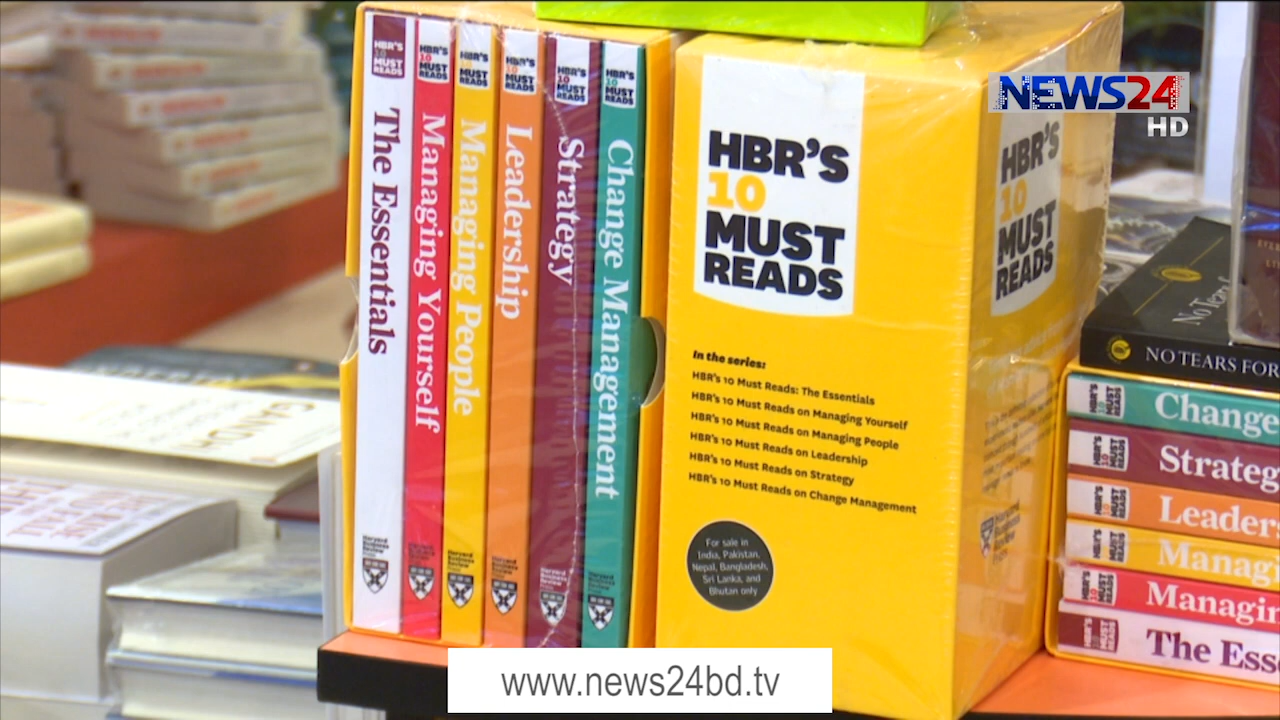 HBR'S
10
MUST
READS
The Essentials
HBR'S
10
MUST
READS
Managing Yourself
HBR'S
10
MUST
READS
Managing People
HBR'S
10
MUST
READS
Leadership
HBR'S
10
MUST
READS
Strategy
HBR'S
10
MUST
READS
Change Management
Harvard
Business
Review
HBR'S
10
MUST
READS
In the series:
HBR's 10 Must Reads: The Essentials
HBR's 10 Must Reads on Managing Yourself
HBR's 10 Must Reads on Managing People
HBR's 10 Must Reads on Leadership
HBR's 10 Must Reads on Strategy
HBR's 10 Must Reads on Change Management
For sale in
India, Pakistan,
Nepal, Bangladesh,
Sri Lanka, and
Bhutan only
NEWS24
HD
HBR'S
10
MUST
READS
NO TEARS FOR
Change
Strateg
Leader
Managi
Managin
The Ess
www.news24bd.tv